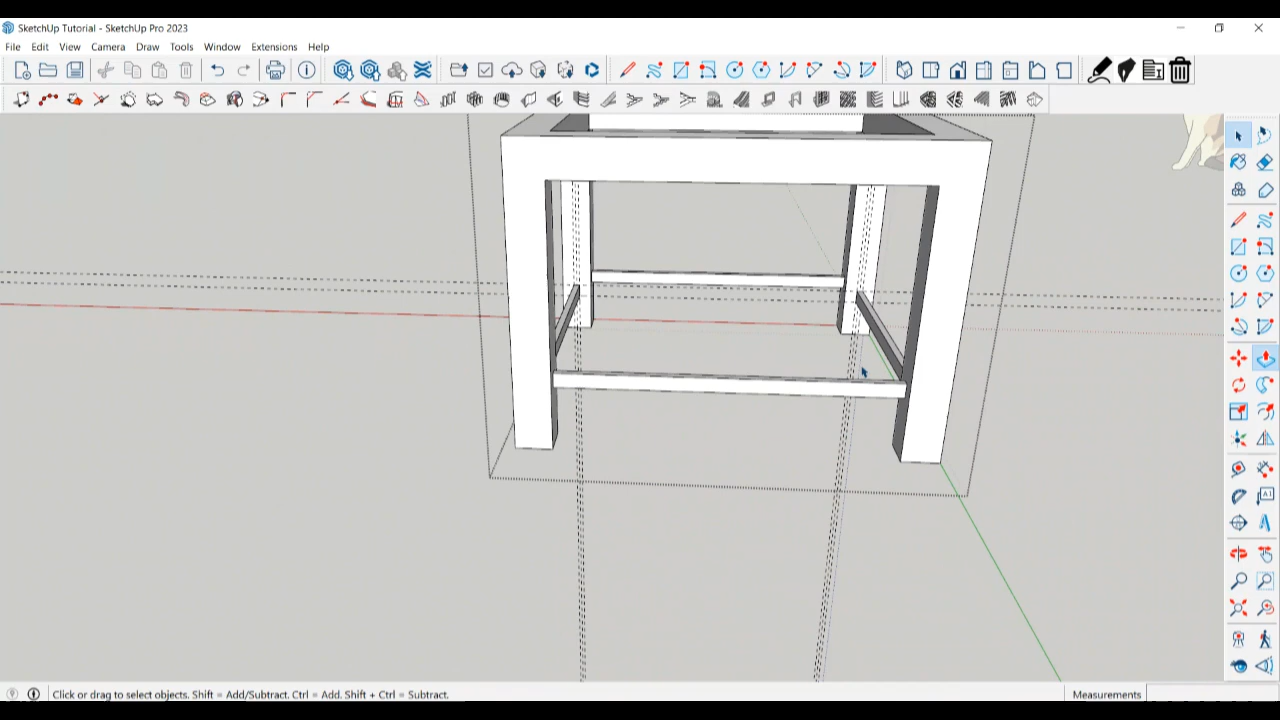 SketchUp Tutorial - SketchUp Pro 2023
File Edit View Camera Draw Tools Window Extensions Help
Click or drag to select objects. Shift = Add/Subtract. Ctrl = Add. Shift + Ctrl = Subtract.
Measurements